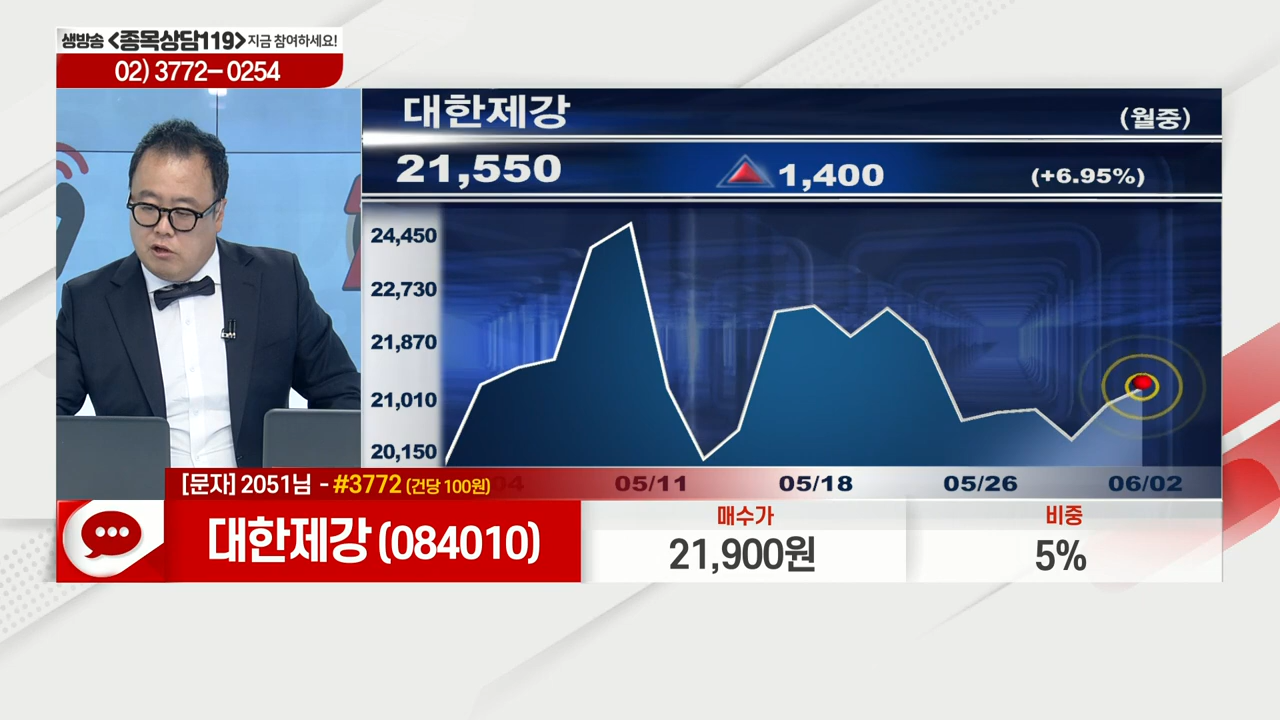 생방송 <종목상담119> 지금 참여하세요!
02) 3772-0254
대한제강
(월중)
21,550
1,400
(+6.95%)
24,450
22,730
21,870
21,010
20,150
04
05/11
05/18
05/26
06/02
[문자] 2051님 - #3772 (건당 100원)
대한제강 (084010)
매수가
비중
21,900원
5%